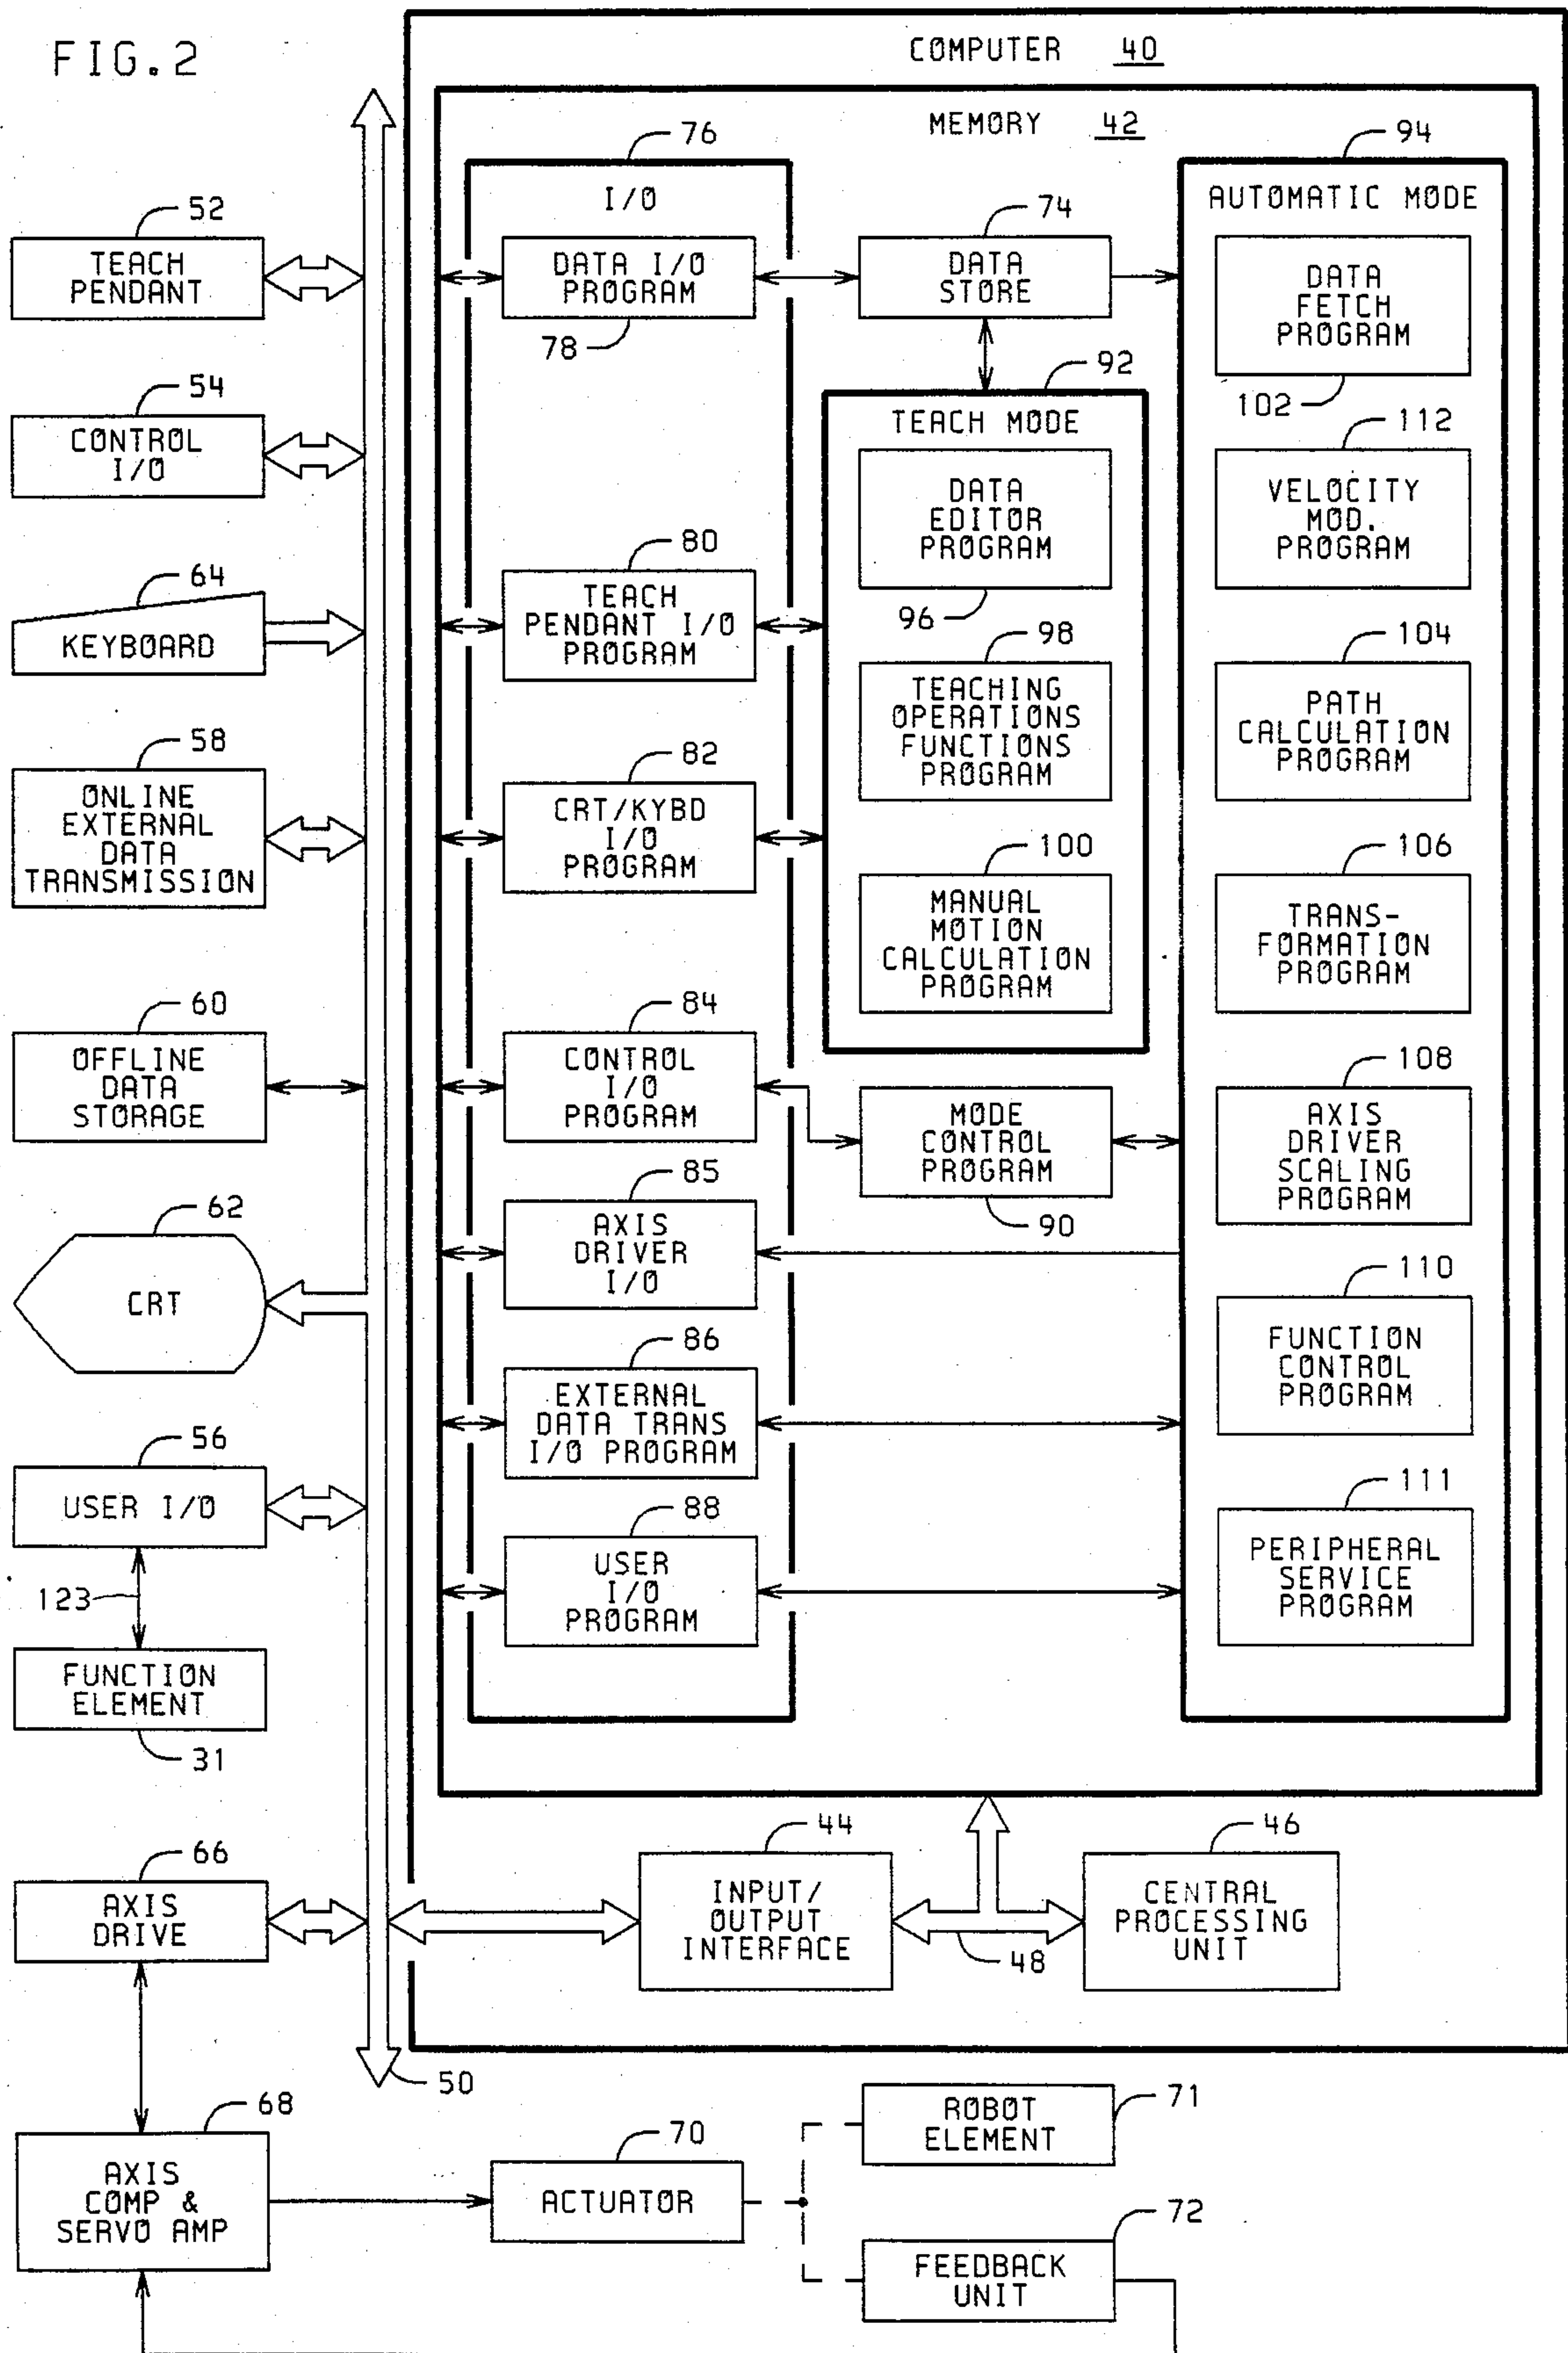 FIG.2
COMPUTER 40
MEMORY 42
76
I/O
DATA I/O
PROGRAM
78
74
DATA
STORE
94
AUTOMATIC MODE
DATA
FETCH
PROGRAM
102
52
TEACH
PENDANT
54
CONTROL
I/O
64
KEYBOARD
58
ONLINE
EXTERNAL
DATA
TRANSMISSION
60
OFFLINE
DATA
STORAGE
62
CRT
56
USER I/O
123
FUNCTION
ELEMENT
31
66
AXIS
DRIVE
80
TEACH
PENDANT I/O
PROGRAM
82
CRT/KYBD
I/O
PROGRAM
84
CONTROL
I/O
PROGRAM
85
AXIS
DRIVER
I/O
86
EXTERNAL
DATA TRANS
I/O PROGRAM
88
USER
I/O
PROGRAM
92
TEACH MODE
DATA
EDITOR
PROGRAM
96
98
TEACHING
OPERATIONS
FUNCTIONS
PROGRAM
100
MANUAL
MOTION
CALCULATION
PROGRAM
MODE
CONTROL
PROGRAM
90
112
VELOCITY
MOD.
PROGRAM
104
PATH
CALCULATION
PROGRAM
106
TRANS-
FORMATION
PROGRAM
108
AXIS
DRIVER
SCALING
PROGRAM
110
FUNCTION
CONTROL
PROGRAM
111
PERIPHERAL
SERVICE
PROGRAM
44
INPUT/
OUTPUT
INTERFACE
48
46
CENTRAL
PROCESSING
UNIT
50
68
AXIS
COMP &
SERVO AMP
70
ACTUATOR
71
ROBOT
ELEMENT
72
FEEDBACK
UNIT